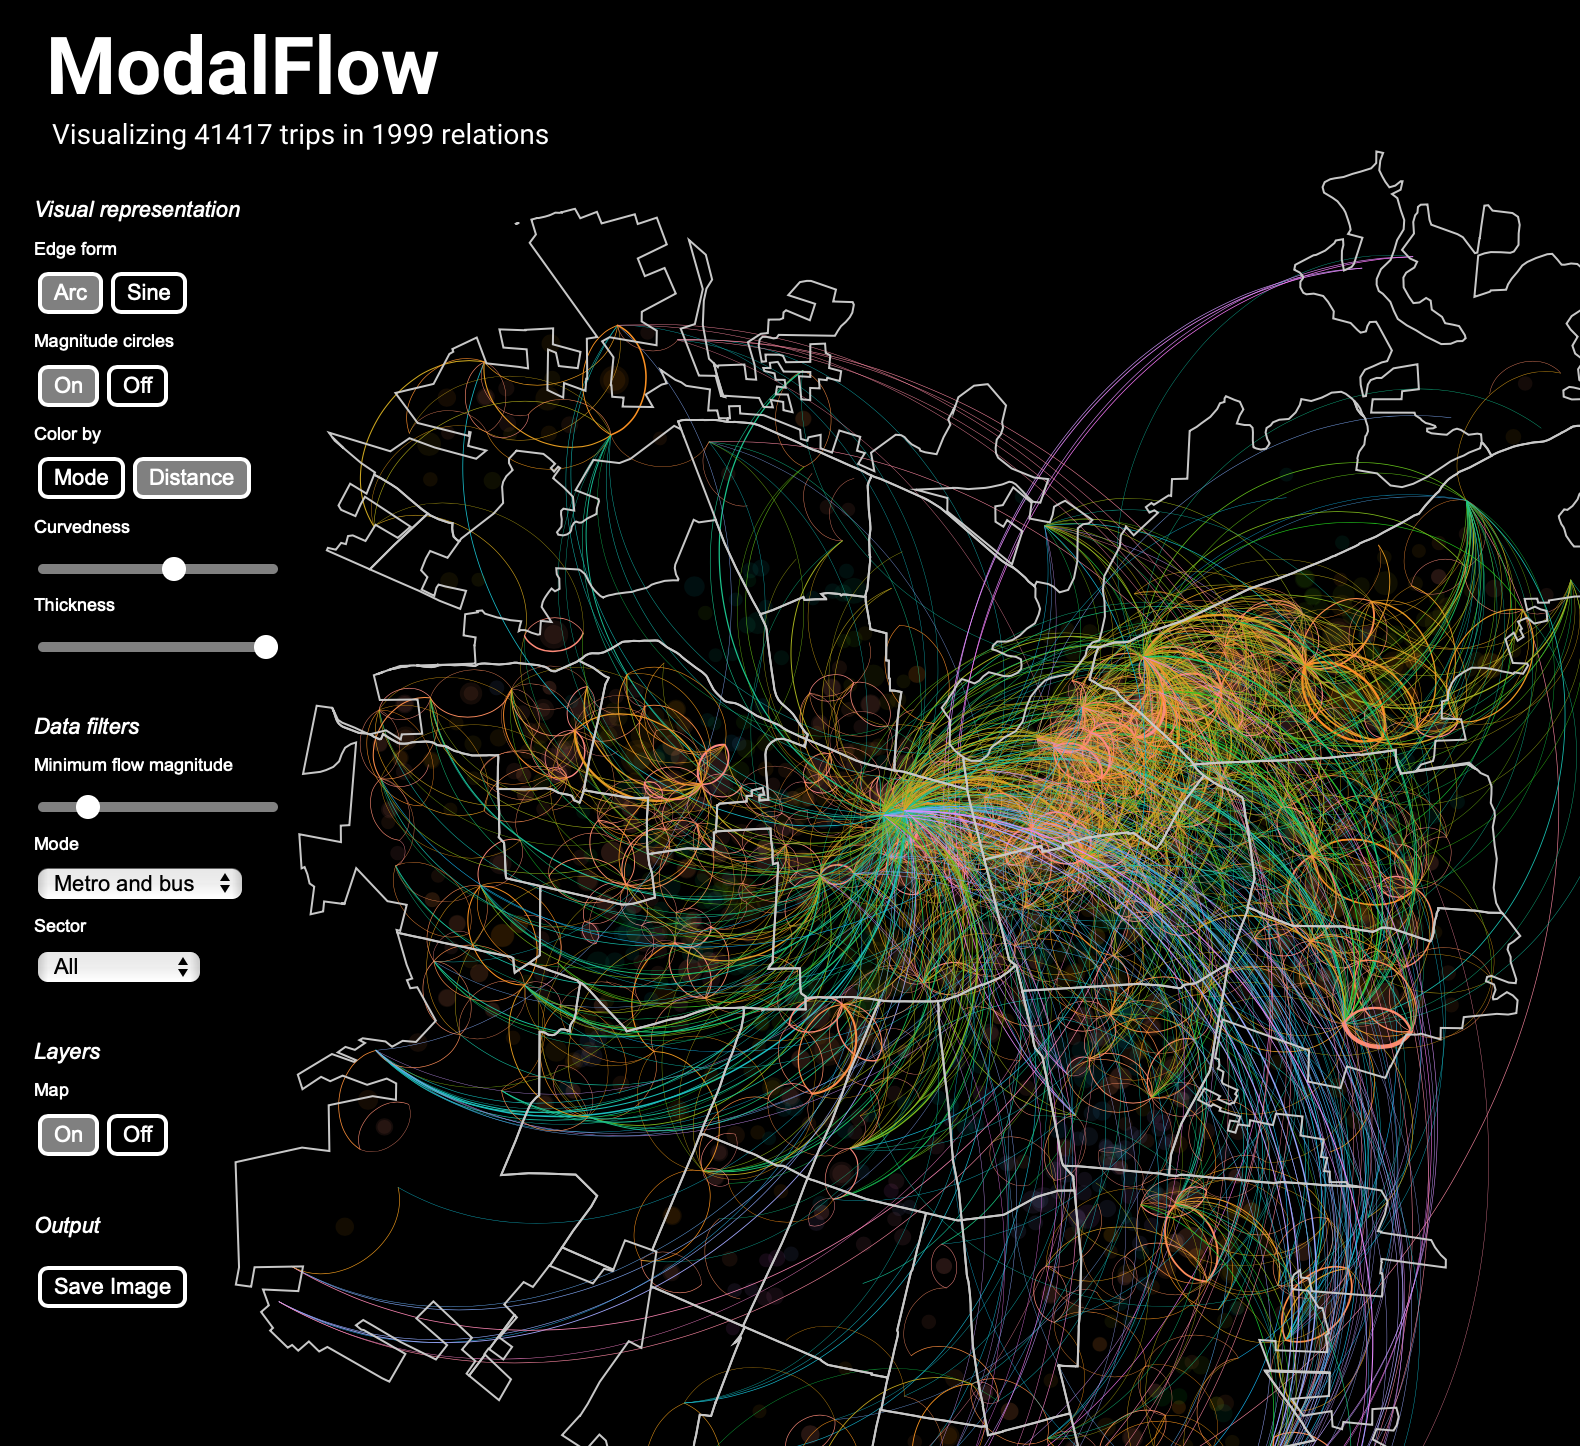 ModalFlow
Visualizing 41417 trips in 1999 relations
Visual representation
Edge form
Arc Sine
Magnitude circles
On Off
Color by
Mode Distance
Curvedness
Thickness
Data filters
Minimum flow magnitude
Mode
Metro and bus
Sector
All
Layers
Map
On Off
Output
Save Image